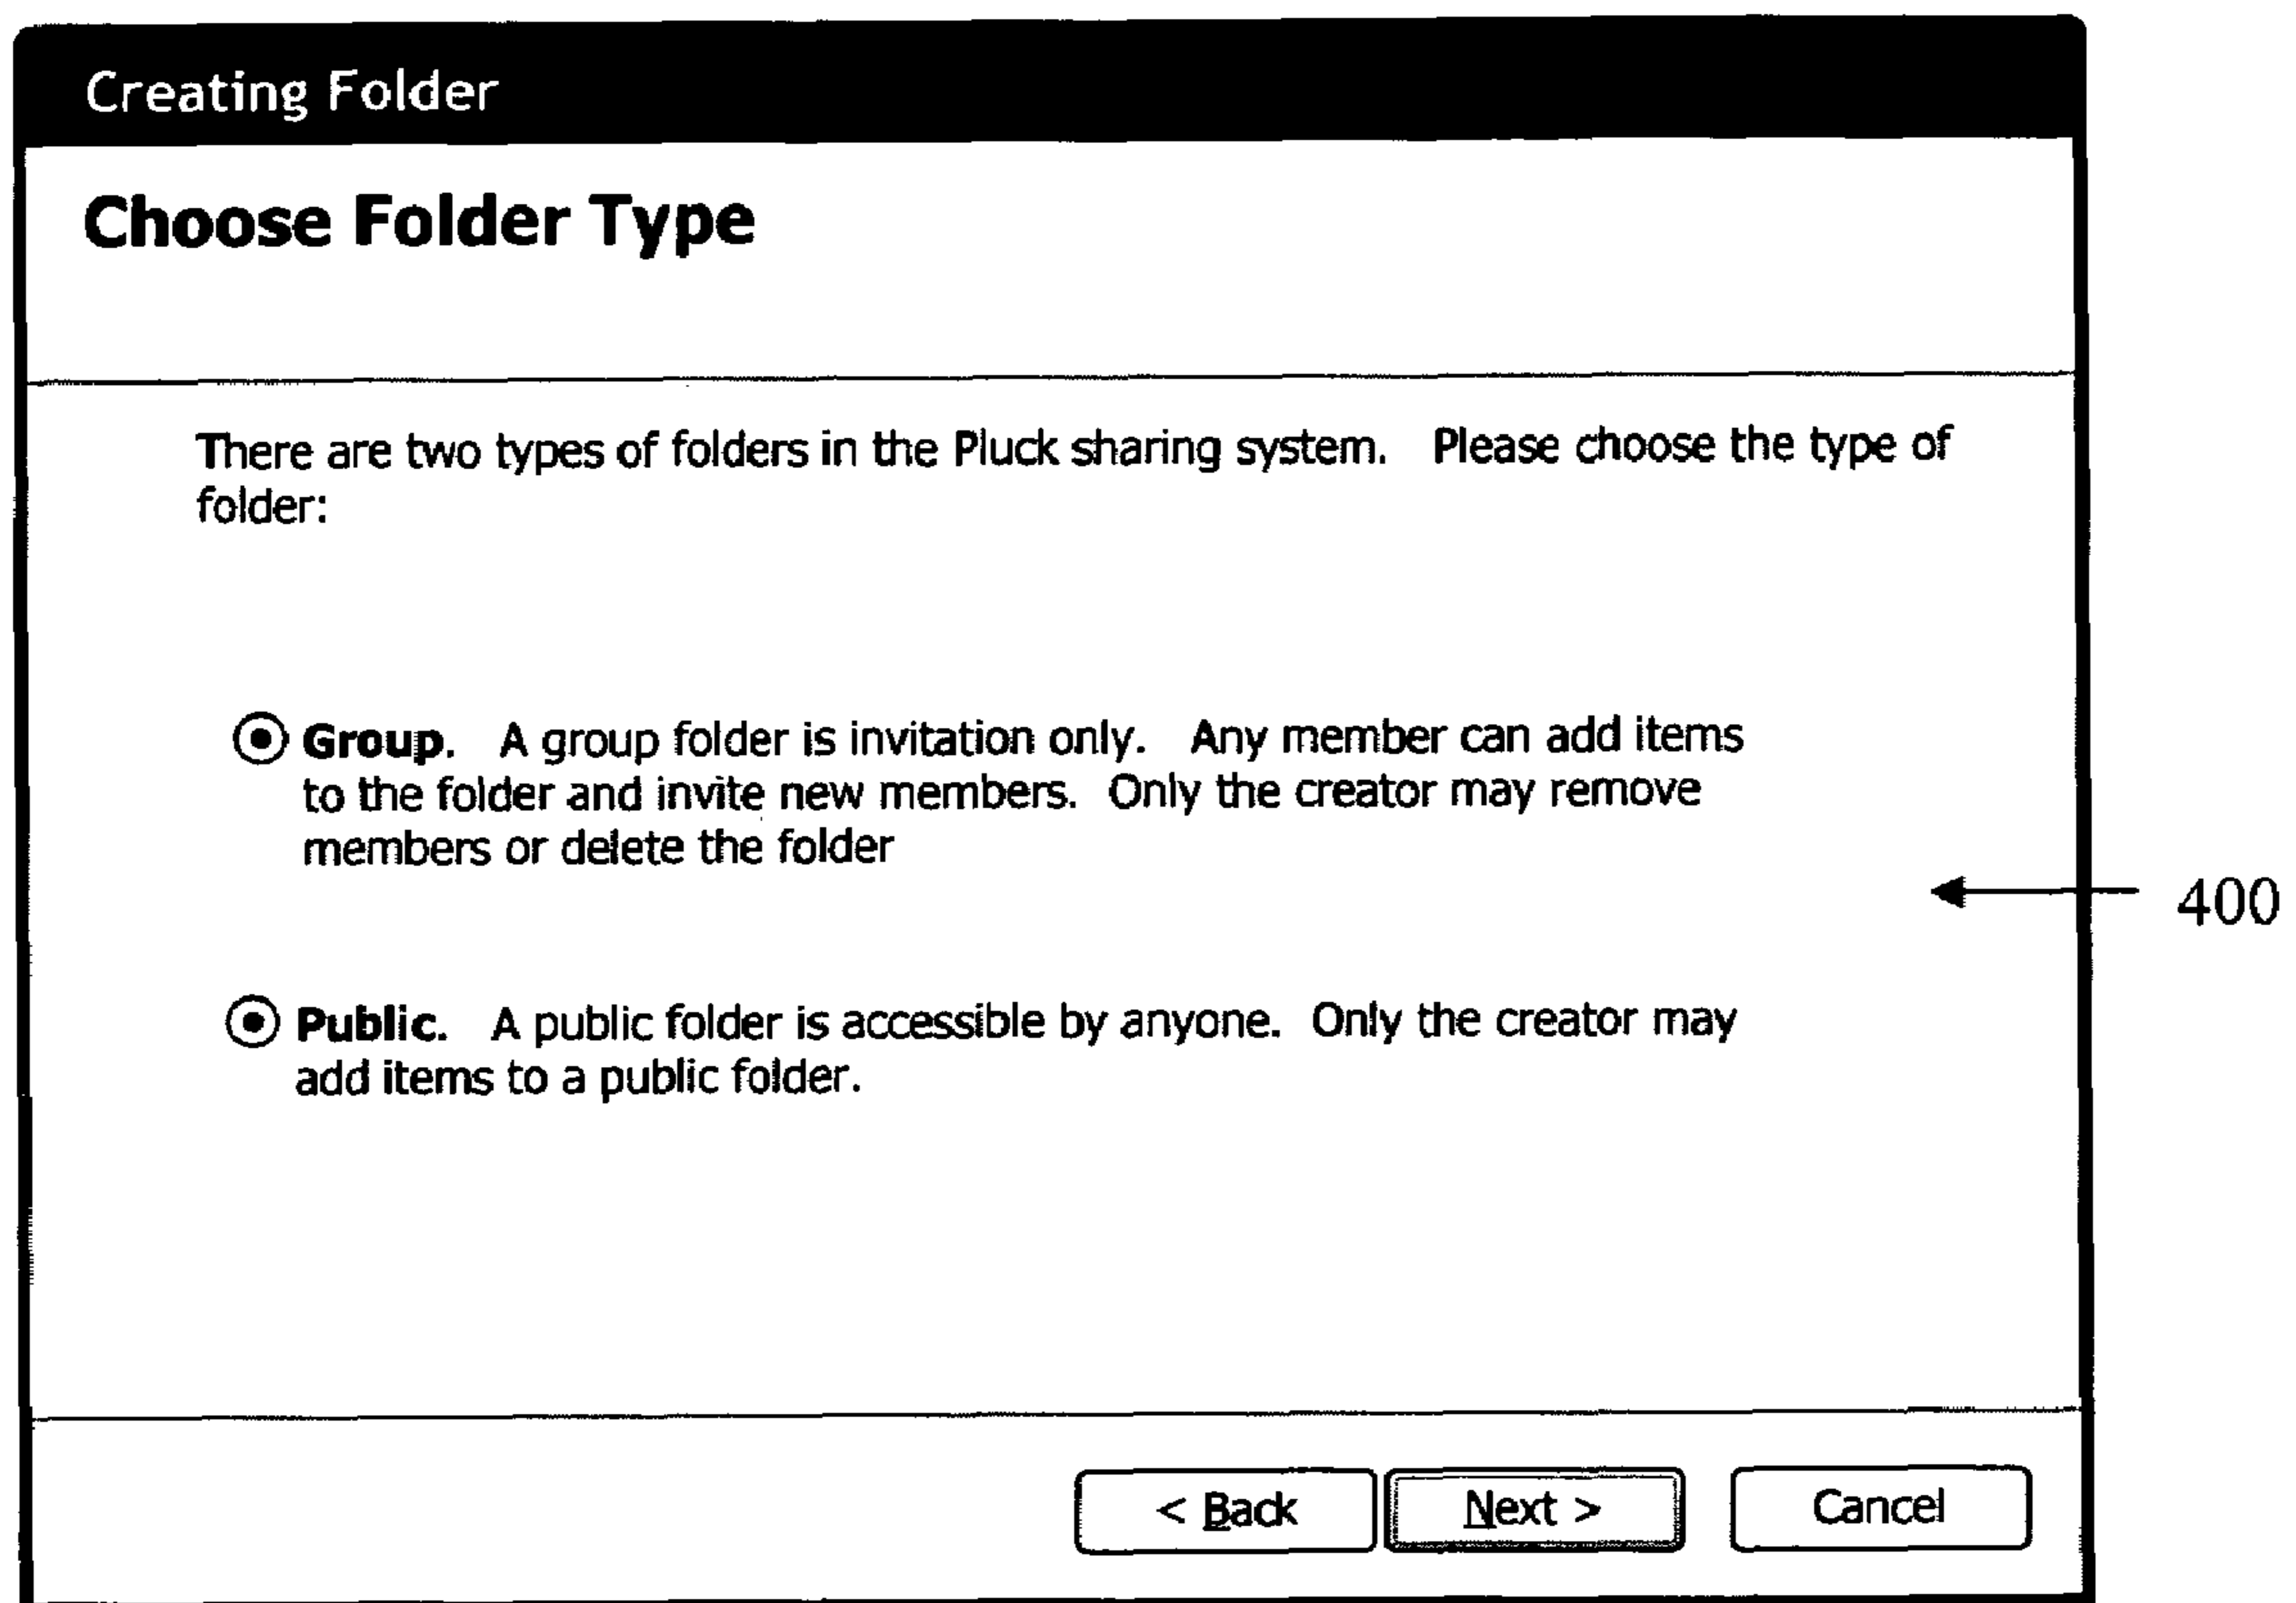 Creating Folder
Choose Folder Type
There are two types of folders in the Pluck sharing system. Please choose the type of
folder:
Group. A group folder is invitation only. Any member can add items
to the folder and invite new members. Only the creator may remove
members or delete the folder
400
Public. A public folder is accessible by anyone. Only the creator may
add items to a public folder.
< Back
Next >
Cancel